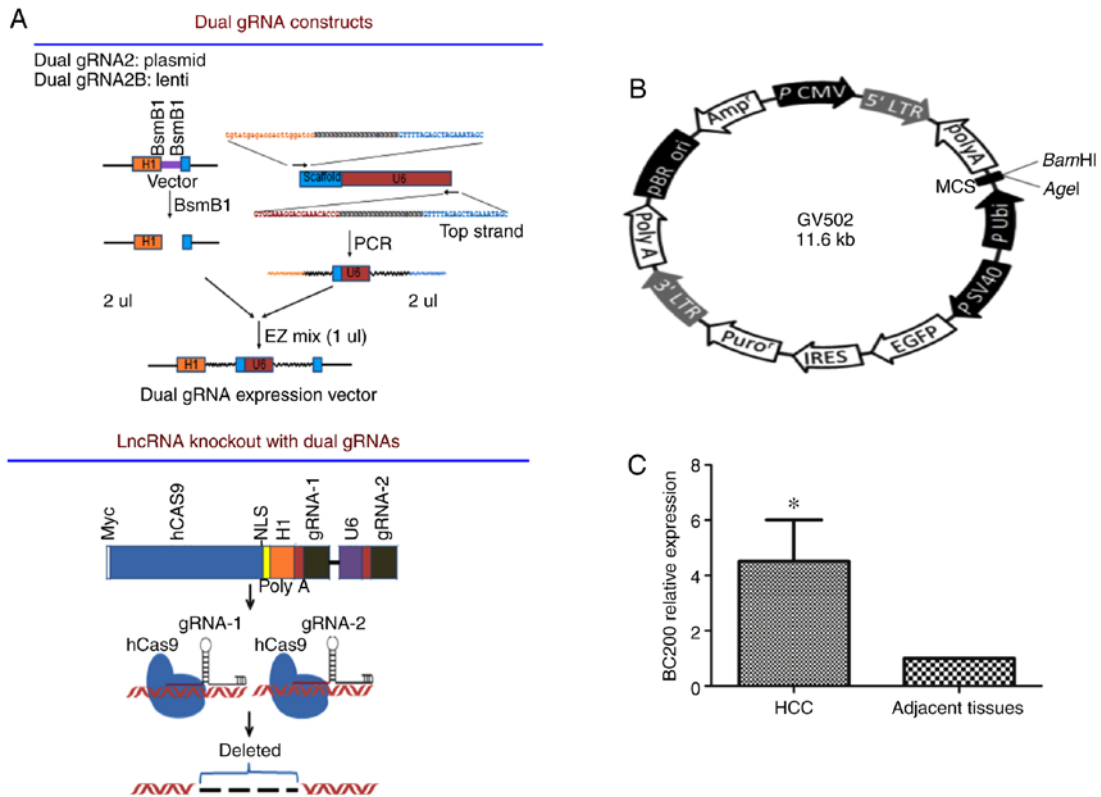 A
Dual gRNA constructs
Dual gRNA2: plasmid
Dual gRNA2B: lenti
BsmB1
BsmB1
H1
Vector
BsmB1
H1
Scaffold
U6
GTTTTAGAGCTAGAAATAGC
GTTTTAGAGCTAGAAATAGC
Top strand
PCR
U6
2 ul
2 ul
EZ mix (1 ul)
H1
U6
Dual gRNA expression vector
LncRNA knockout with dual gRNAs
Myc
hCAS9
NLS
H1
gRNA-1
U6
gRNA-2
Poly A
gRNA-1
gRNA-2
hCas9
hCas9
Deleted
B
P CMV
5' LTR
polyA
BamHI
MCS
AgeI
P Ubi
P SV40
EGFP
IRES
Puroʳ
3' LTR
Poly A
pBR ori
Ampʳ
GV502
11.6 kb
C
BC200 relative expression
8
6
4
2
0
*
HCC
Adjacent tissues